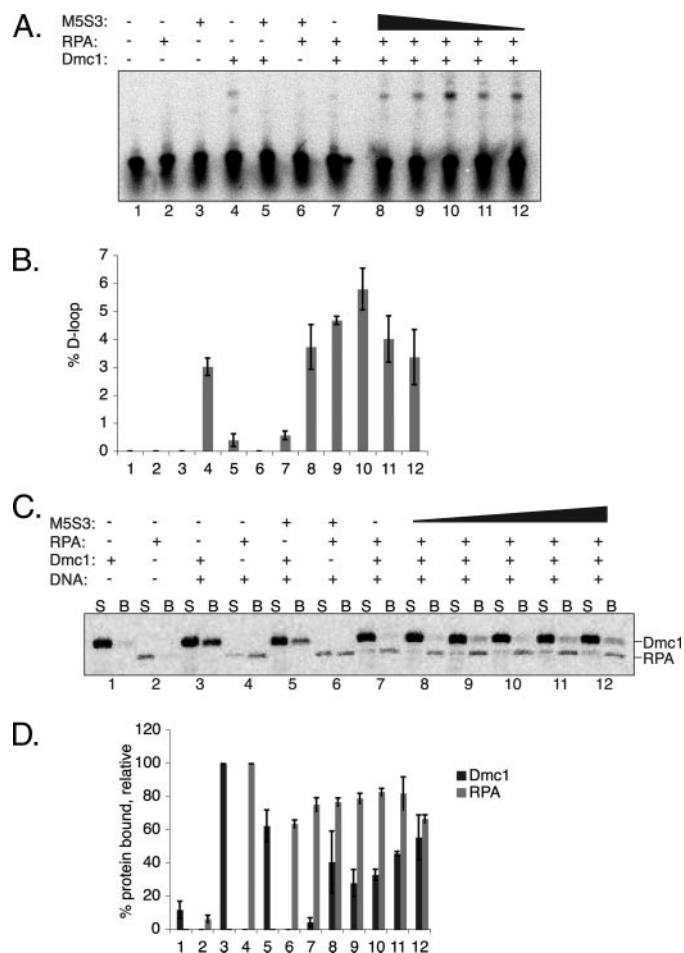 A.
M5S3: - - + - + + -
RPA: - + - - - + + + + + + +
Dmc1: - - - + + - + + + + + +
1 2 3 4 5 6 7 8 9 10 11 12
B.
% D-loop
7
6
5
4
3
2
1
0
1 2 3 4 5 6 7 8 9 10 11 12
C.
M5S3: - - - - + + -
RPA: - + - + - + + + + + + +
Dmc1: + - + - + - + + + + + +
DNA: - - + + + + + + + + + +
S B S B S B S B S B S B S B S B S B S B S B S B
Dmc1
RPA
1 2 3 4 5 6 7 8 9 10 11 12
D.
% protein bound, relative
120
100
80
60
40
20
0
1 2 3 4 5 6 7 8 9 10 11 12
Dmc1
RPA